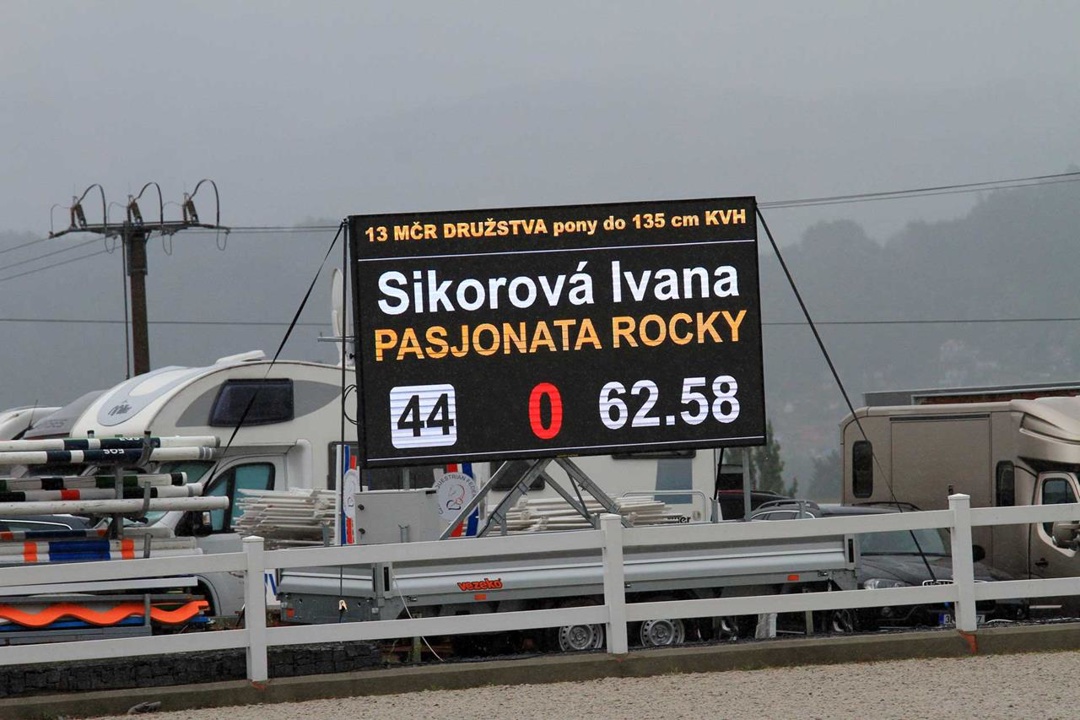 13 MČR DRUŽSTVA pony do 135 cm KVH
Sikorová Ivana
PASJONATA ROCKY
44 0 62.58
vezeko